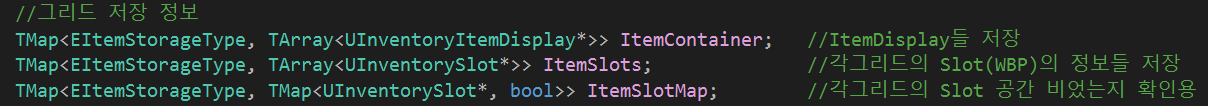 //그리드 저장 정보
TMap<EItemStorageType, TArray<UInventoryItemDisplay*>> ItemContainer; //ItemDisplay들 저장
TMap<EItemStorageType, TArray<UInventorySlot*>> ItemSlots; //각그리드의 Slot(WBP)의 정보들 저장
TMap<EItemStorageType, TMap<UInventorySlot*, bool>> ItemSlotMap; //각그리드의 Slot 공간 비었는지 확인용